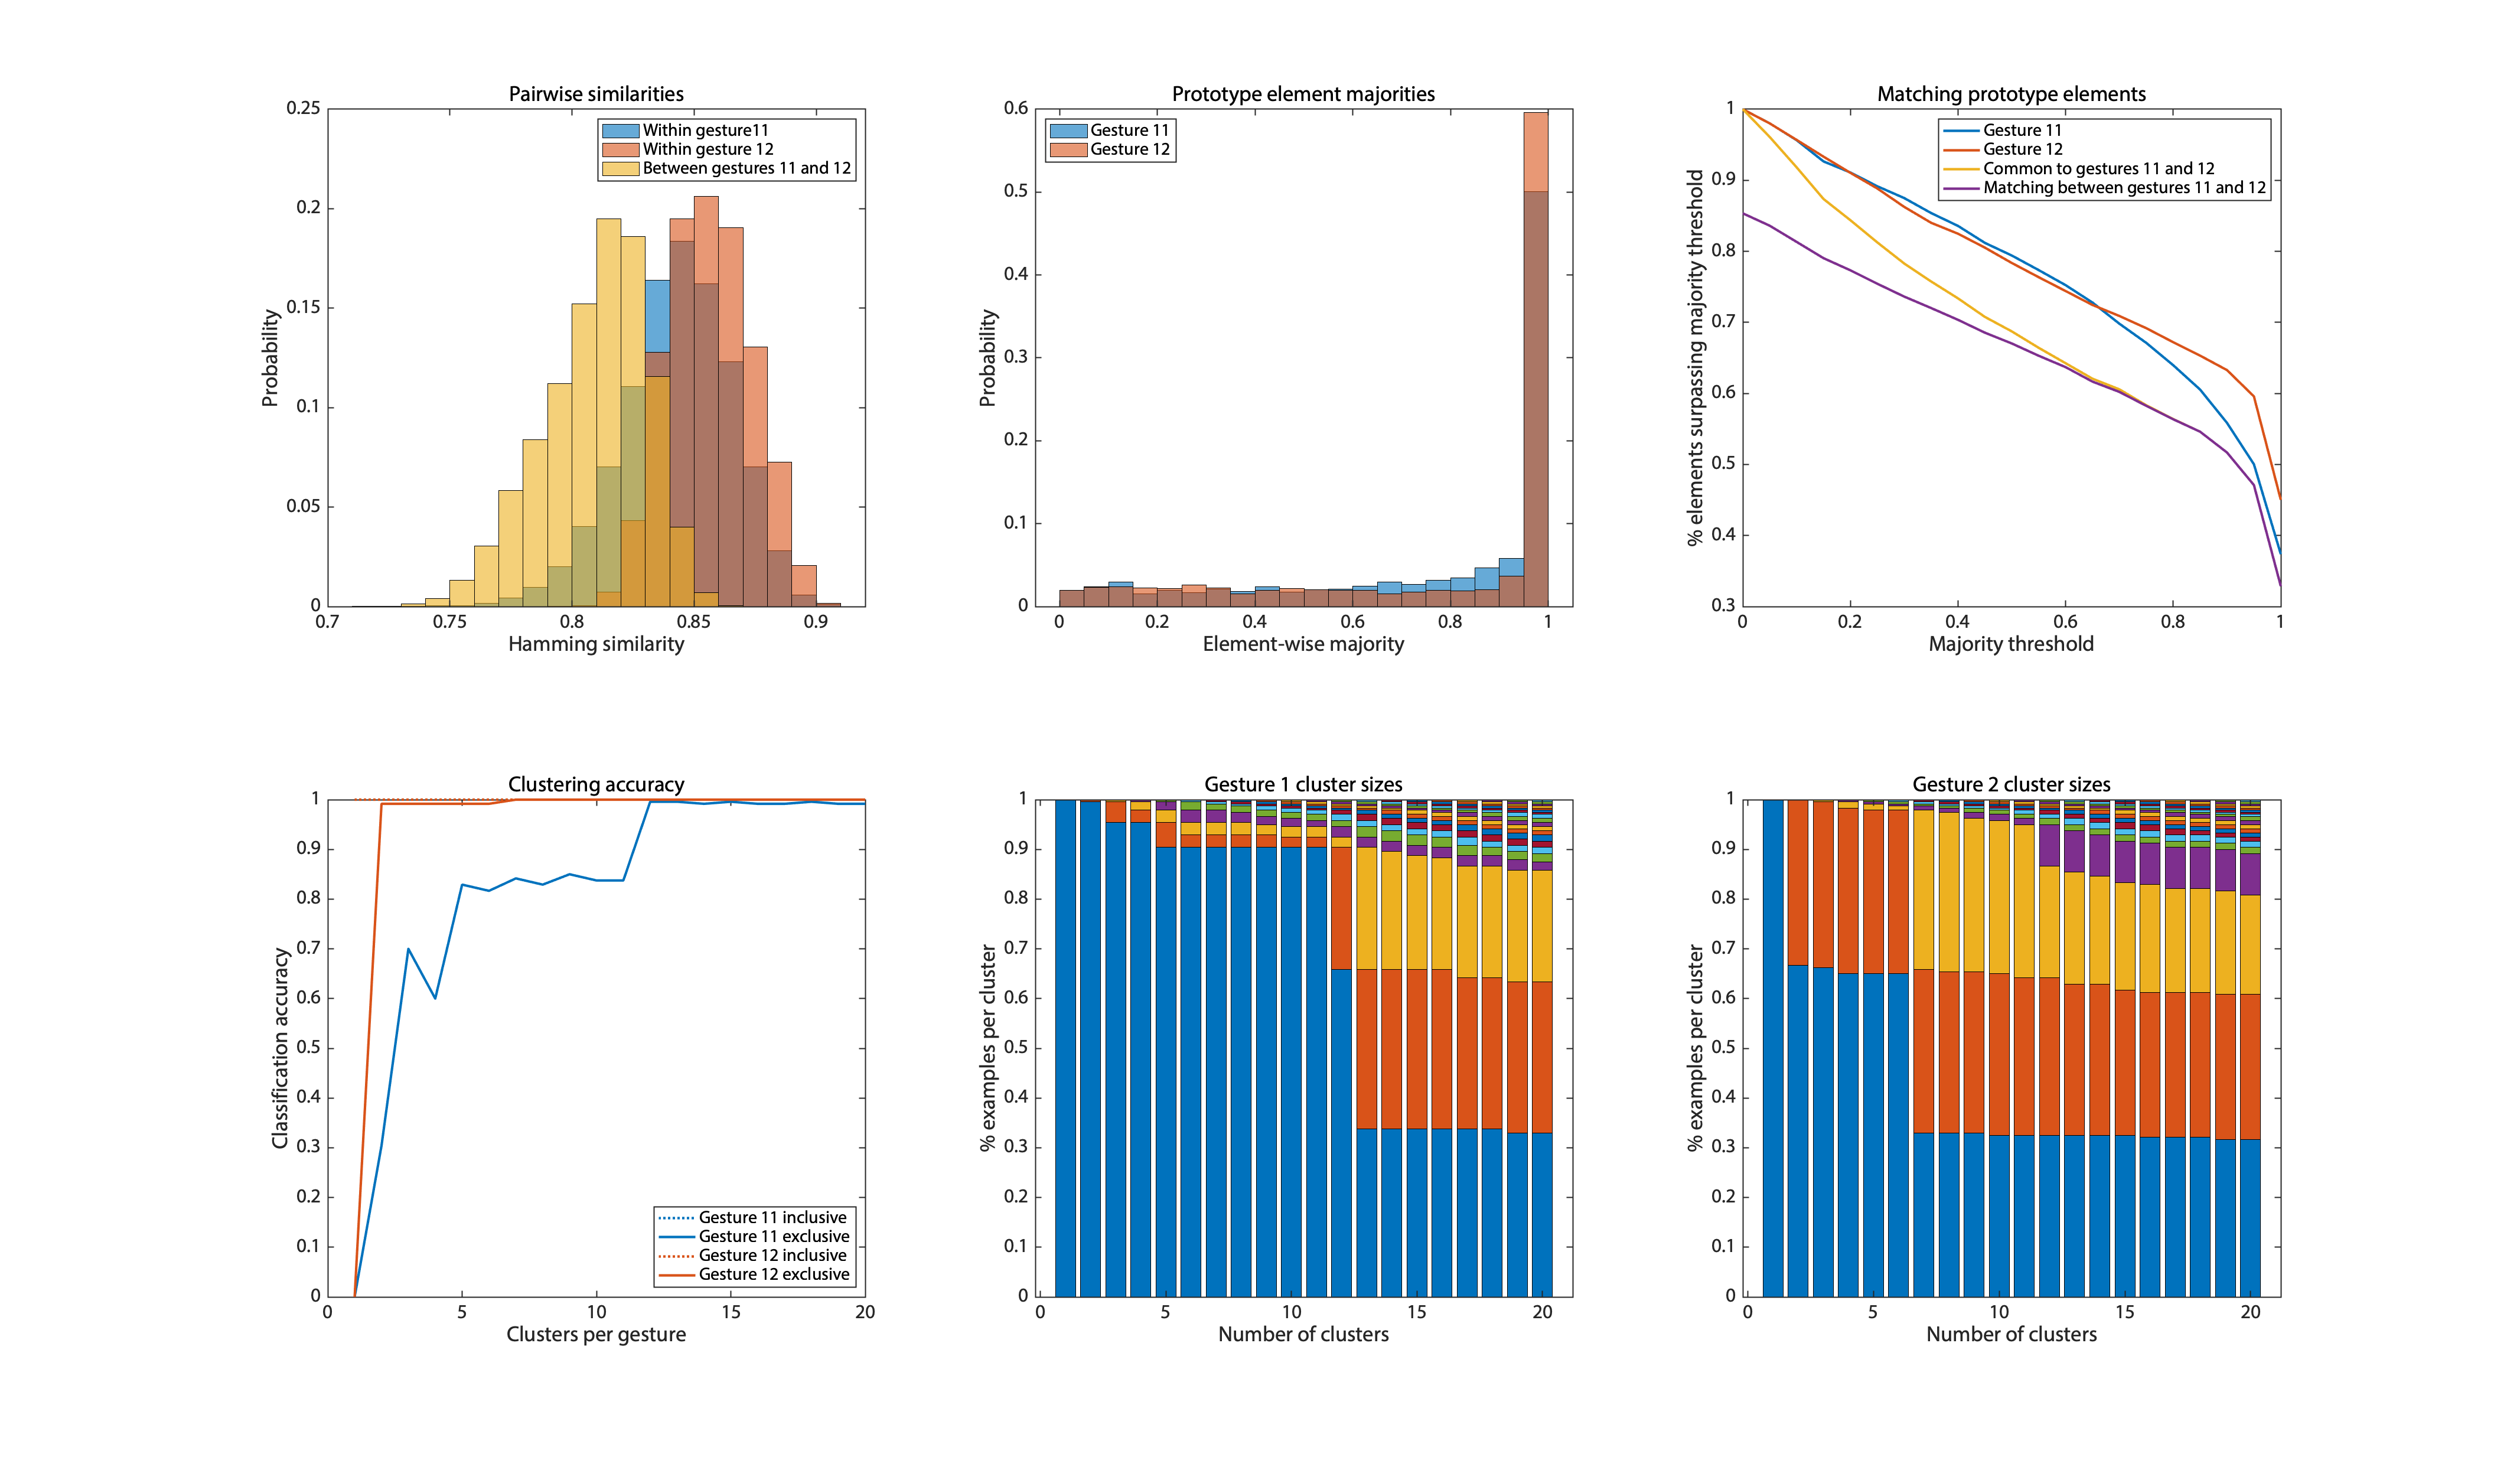 Pairwise similarities
0.25
0.2
0.15
0.1
0.05
0
0.7 0.75 0.8 0.85 0.9
Hamming similarity
Probability
Within gesture11
Within gesture 12
Between gestures 11 and 12
Prototype element majorities
0.6
0.5
0.4
0.3
0.2
0.1
0
0 0.2 0.4 0.6 0.8 1
Element-wise majority
Probability
Gesture 11
Gesture 12
Matching prototype elements
1
0.9
0.8
0.7
0.6
0.5
0.4
0.3
0 0.2 0.4 0.6 0.8 1
Majority threshold
% elements surpassing majority threshold
Gesture 11
Gesture 12
Common to gestures 11 and 12
Matching between gestures 11 and 12
Clustering accuracy
1
0.9
0.8
0.7
0.6
0.5
0.4
0.3
0.2
0.1
0
0 5 10 15 20
Clusters per gesture
Classification accuracy
Gesture 11 inclusive
Gesture 11 exclusive
Gesture 12 inclusive
Gesture 12 exclusive
Gesture 1 cluster sizes
1
0.9
0.8
0.7
0.6
0.5
0.4
0.3
0.2
0.1
0
0 5 10 15 20
Number of clusters
% examples per cluster
Gesture 2 cluster sizes
1
0.9
0.8
0.7
0.6
0.5
0.4
0.3
0.2
0.1
0
0 5 10 15 20
Number of clusters
% examples per cluster